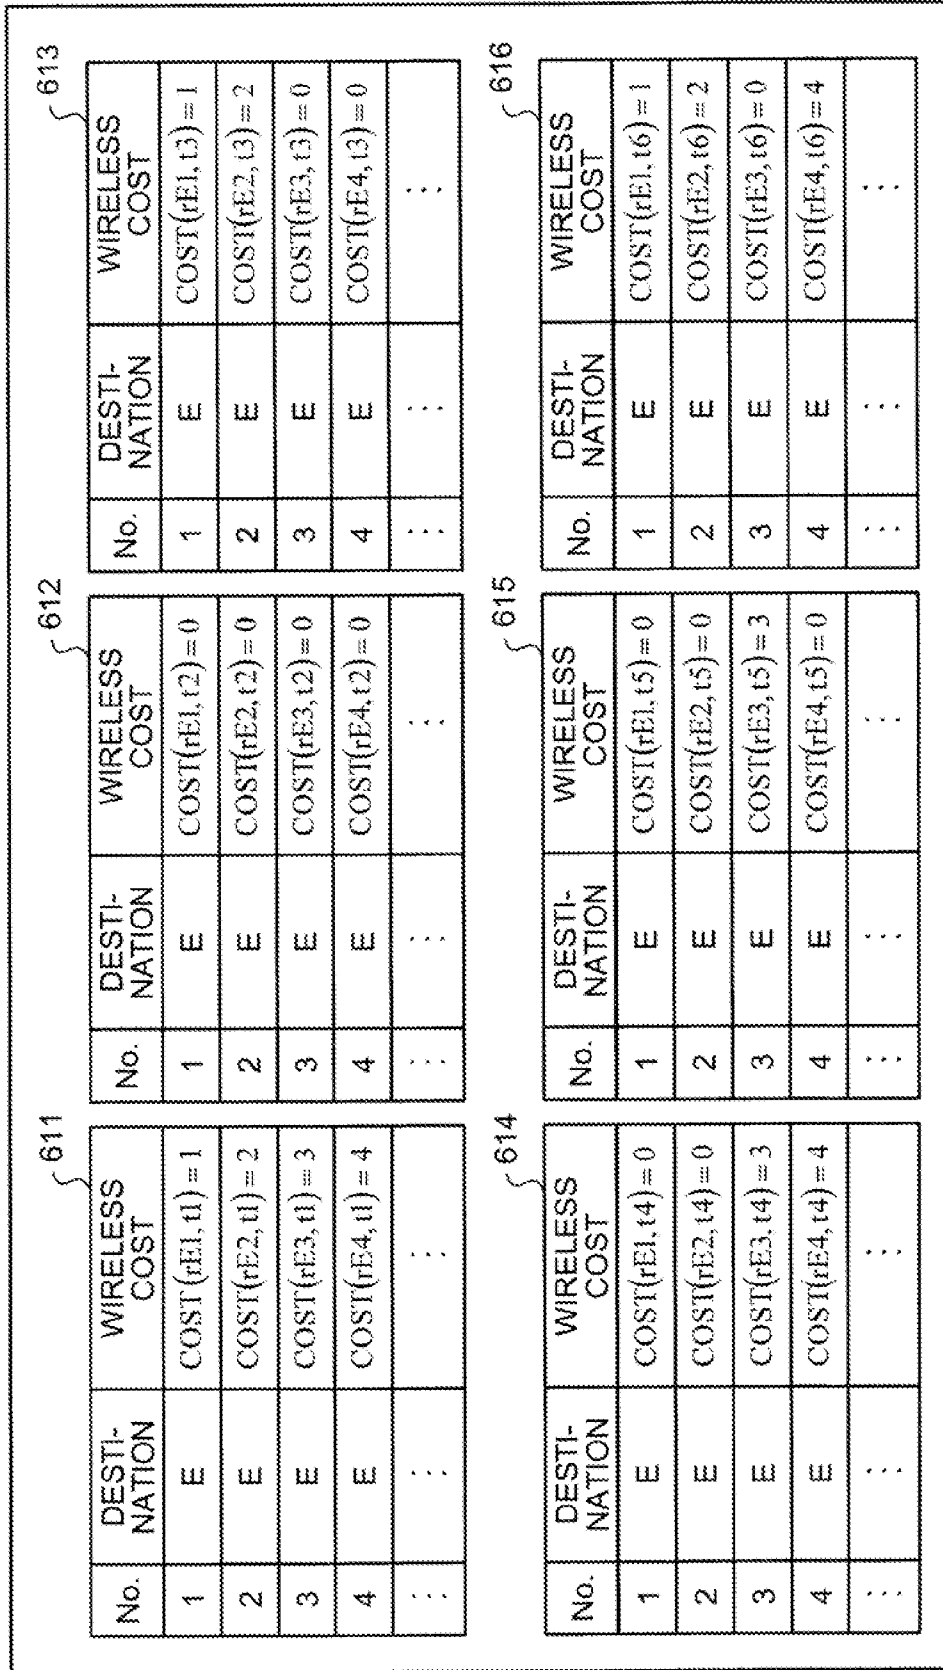 611
No. DESTI-NATION WIRELESS COST
1 E COST(rE1, t1) = 1
2 E COST(rE2, t1) = 2
3 E COST(rE3, t1) = 3
4 E COST(rE4, t1) = 4
⋮ ⋮ ⋮
612
No. DESTI-NATION WIRELESS COST
1 E COST(rE1, t2) = 0
2 E COST(rE2, t2) = 0
3 E COST(rE3, t2) = 0
4 E COST(rE4, t2) = 0
⋮ ⋮ ⋮
613
No. DESTI-NATION WIRELESS COST
1 E COST(rE1, t3) = 1
2 E COST(rE2, t3) = 2
3 E COST(rE3, t3) = 0
4 E COST(rE4, t3) = 0
⋮ ⋮ ⋮
614
No. DESTI-NATION WIRELESS COST
1 E COST(rE1, t4) = 0
2 E COST(rE2, t4) = 0
3 E COST(rE3, t4) = 3
4 E COST(rE4, t4) = 4
⋮ ⋮ ⋮
615
No. DESTI-NATION WIRELESS COST
1 E COST(rE1, t5) = 0
2 E COST(rE2, t5) = 0
3 E COST(rE3, t5) = 3
4 E COST(rE4, t5) = 0
⋮ ⋮ ⋮
616
No. DESTI-NATION WIRELESS COST
1 E COST(rE1, t6) = 1
2 E COST(rE2, t6) = 2
3 E COST(rE3, t6) = 0
4 E COST(rE4, t6) = 4
⋮ ⋮ ⋮